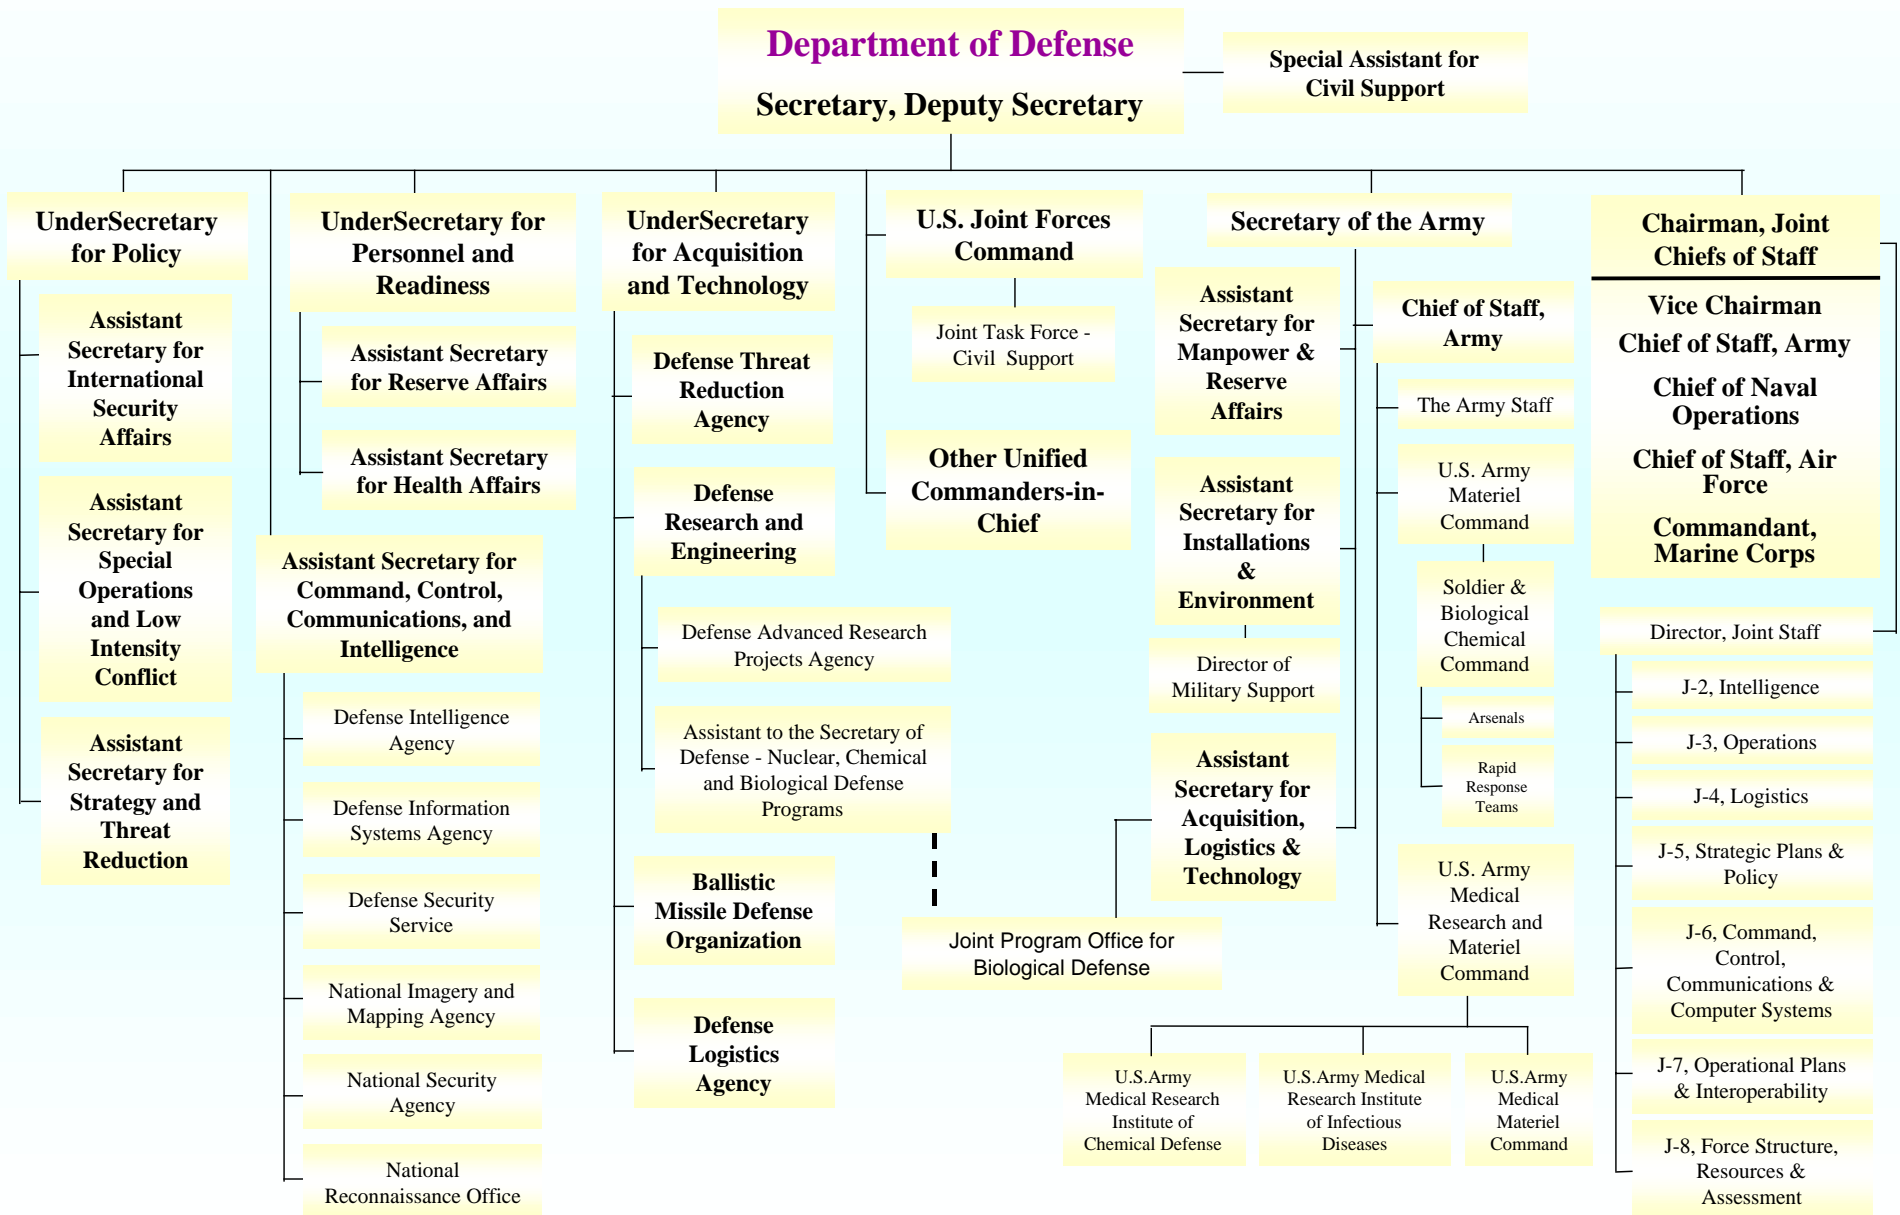 Department of Defense
Secretary, Deputy Secretary
Special Assistant for
Civil Support
UnderSecretary
for Policy
Assistant
Secretary for
International
Security
Affairs
Assistant
Secretary for
Special
Operations
and Low
Intensity
Conflict
Assistant
Secretary for
Strategy and
Threat
Reduction
UnderSecretary for
Personnel and
Readiness
Assistant Secretary
for Reserve Affairs
Assistant Secretary
for Health Affairs
Assistant Secretary for
Command, Control,
Communications, and
Intelligence
Defense Intelligence
Agency
Defense Information
Systems Agency
Defense Security
Service
National Imagery and
Mapping Agency
National Security
Agency
National
Reconnaissance Office
UnderSecretary
for Acquisition
and Technology
Defense Threat
Reduction
Agency
Defense
Research and
Engineering
Defense Advanced Research
Projects Agency
Assistant to the Secretary of
Defense - Nuclear, Chemical
and Biological Defense
Programs
Ballistic
Missile Defense
Organization
Defense
Logistics
Agency
U.S. Joint Forces
Command
Joint Task Force -
Civil Support
Other Unified
Commanders-in-
Chief
Secretary of the Army
Assistant
Secretary for
Manpower &
Reserve
Affairs
Assistant
Secretary for
Installations
&
Environment
Director of
Military Support
Assistant
Secretary for
Acquisition,
Logistics &
Technology
Joint Program Office for
Biological Defense
Chief of Staff,
Army
The Army Staff
U.S. Army
Materiel
Command
Soldier &
Biological
Chemical
Command
Arsenals
Rapid
Response
Teams
U.S. Army
Medical
Research and
Materiel
Command
U.S.Army
Medical Research
Institute of
Chemical Defense
U.S.Army Medical
Research Institute
of Infectious
Diseases
U.S.Army
Medical
Materiel
Command
Chairman, Joint
Chiefs of Staff
Vice Chairman
Chief of Staff, Army
Chief of Naval
Operations
Chief of Staff, Air
Force
Commandant,
Marine Corps
Director, Joint Staff
J-2, Intelligence
J-3, Operations
J-4, Logistics
J-5, Strategic Plans &
Policy
J-6, Command,
Control,
Communications &
Computer Systems
J-7, Operational Plans
& Interoperability
J-8, Force Structure,
Resources &
Assessment